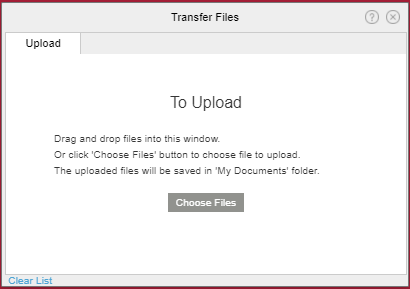 Transfer Files
Upload
To Upload
Drag and drop files into this window.
Or click 'Choose Files' button to choose file to upload.
The uploaded files will be saved in 'My Documents' folder.
Choose Files
Clear List